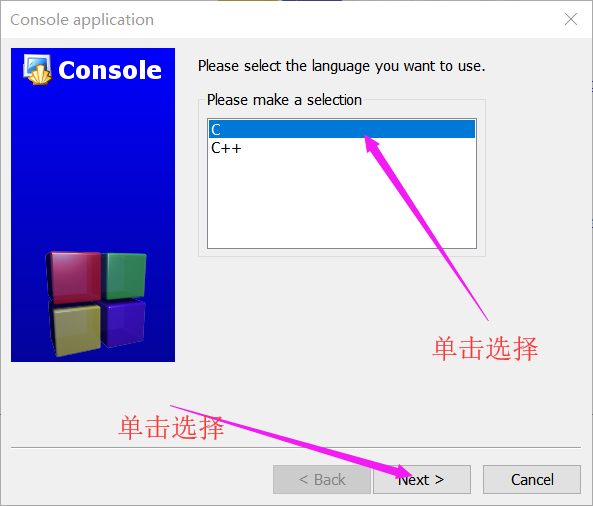 Console application
Console
Please select the language you want to use.
Please make a selection
C
C++
单击选择
单击选择
< Back
Next >
Cancel